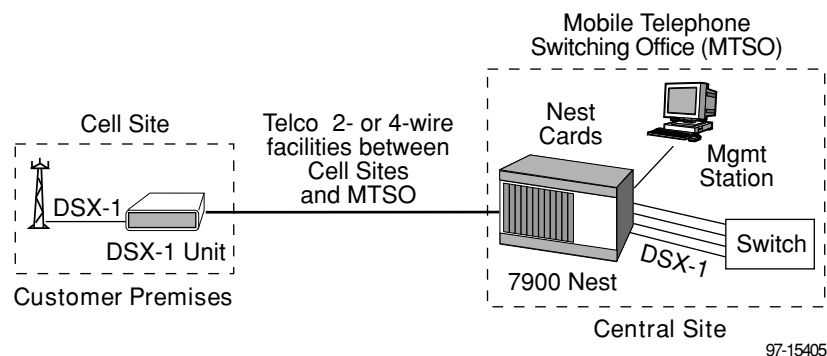 Mobile Telephone
Switching Office (MTSO)
Cell Site
DSX-1
DSX-1 Unit
Customer Premises
Telco 2- or 4-wire
facilities between
Cell Sites
and MTSO
Nest
Cards
Mgmt
Station
7900 Nest
DSX-1
Switch
Central Site
97-15405